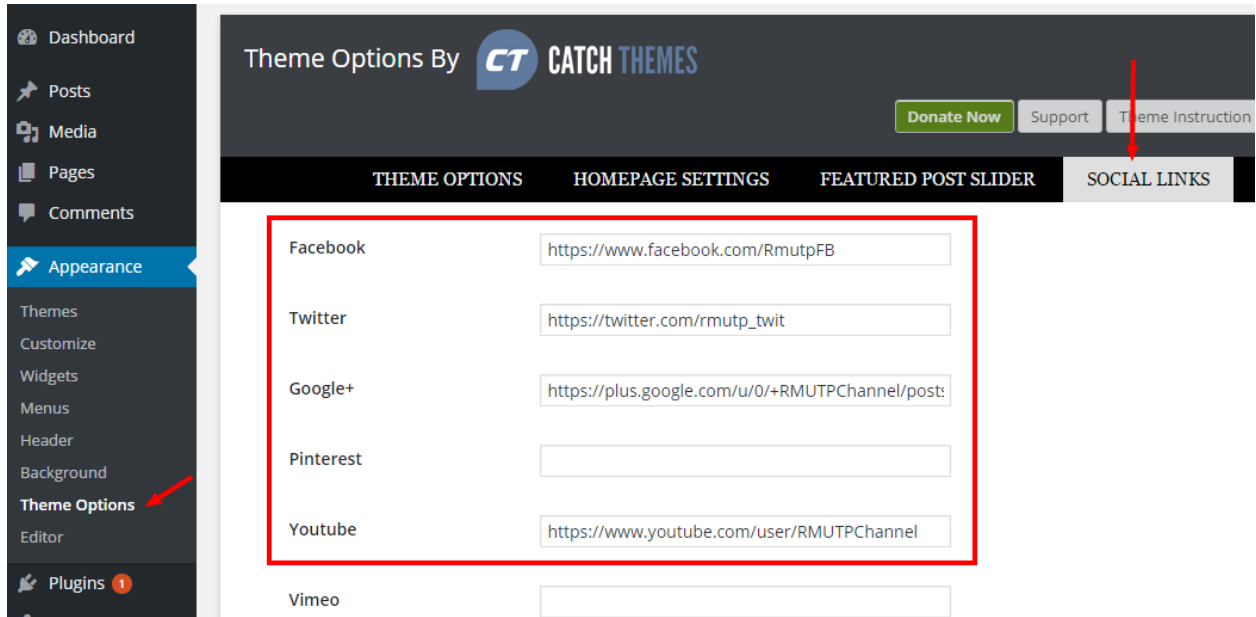 Dashboard
Posts
Media
Pages
Comments
Appearance
Themes
Customize
Widgets
Menus
Header
Background
Theme Options
Editor
Plugins 1
Theme Options By CT CATCH THEMES
Donate Now Support Theme Instruction
THEME OPTIONS HOMEPAGE SETTINGS FEATURED POST SLIDER SOCIAL LINKS
Facebook https://www.facebook.com/RmutpFB
Twitter https://twitter.com/rmutp_twit
Google+ https://plus.google.com/u/0/+RMUTPChannel/posts
Pinterest
Youtube https://www.youtube.com/user/RMUTPChannel
Vimeo